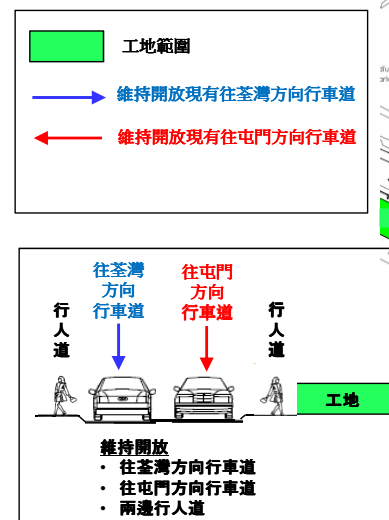 工地範圍
維持開放現有往荃灣方向行車道
維持開放現有往屯門方向行車道
往荃灣
方向
行車道
往屯門
方向
行車道
行人道
行人道
工地
維持開放
• 往荃灣方向行車道
• 往屯門方向行車道
• 兩邊行人道